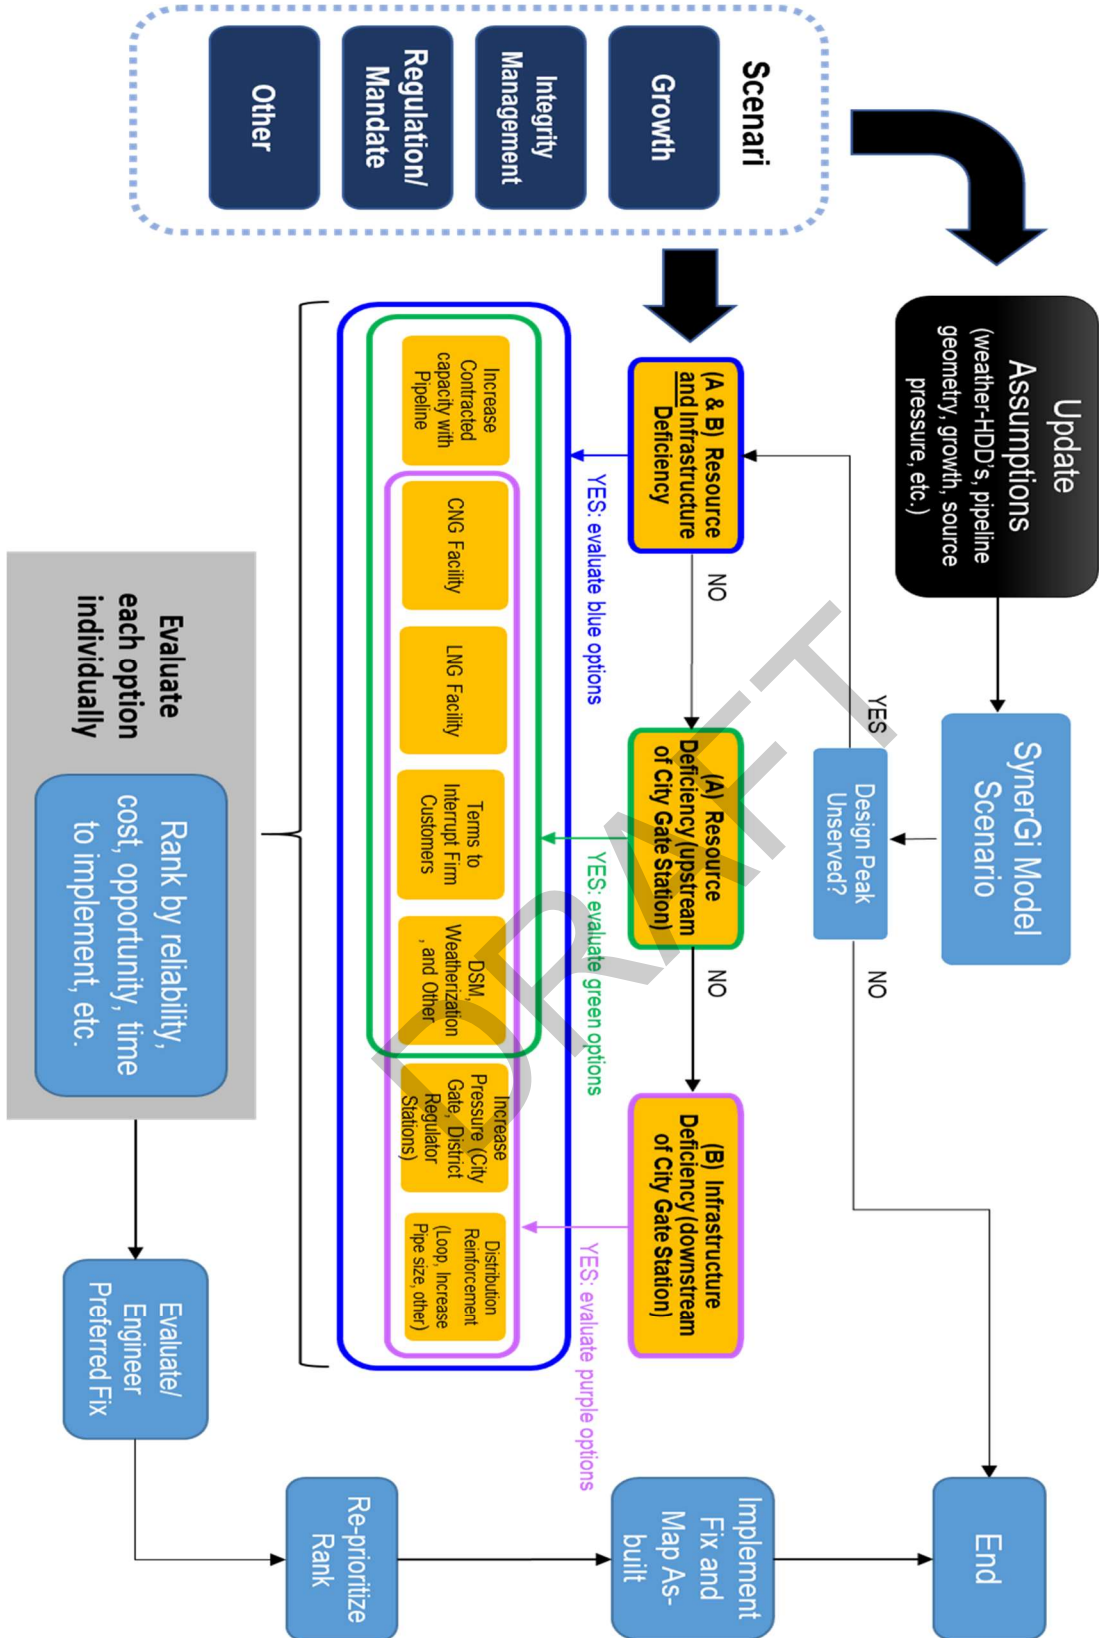 Scenari
Growth
Integrity
Management
Regulation/
Mandate
Other
Update
Assumptions
(weather-HDD's, pipeline
geometry, growth, source
pressure, etc.)
SynerGi Model
Scenario
Design Peak
Unserved?
YES
NO
End
(A & B) Resource
and Infrastructure
Deficiency
NO
(A) Resource
Deficiency (upstream
of City Gate Station)
NO
(B) Infrastructure
Deficiency (downstream
of City Gate Station)
YES: evaluate blue options
YES: evaluate green options
YES: evaluate purple options
Increase
Contracted
capacity with
Pipeline
CNG Facility
LNG Facility
Terms to
Interrupt Firm
Customers
DSM,
Weatherization
, and Other
Increase
Pressure (City
Gate, District
Regulator
Stations)
Distribution
Reinforcement
(Loop, Increase
Pipe size, other)
Evaluate
each option
individually
Rank by reliability,
cost, opportunity, time
to implement, etc.
Evaluate/
Engineer
Preferred Fix
Re-prioritize
Rank
Implement
Fix and
Map As-
built
DRAFT